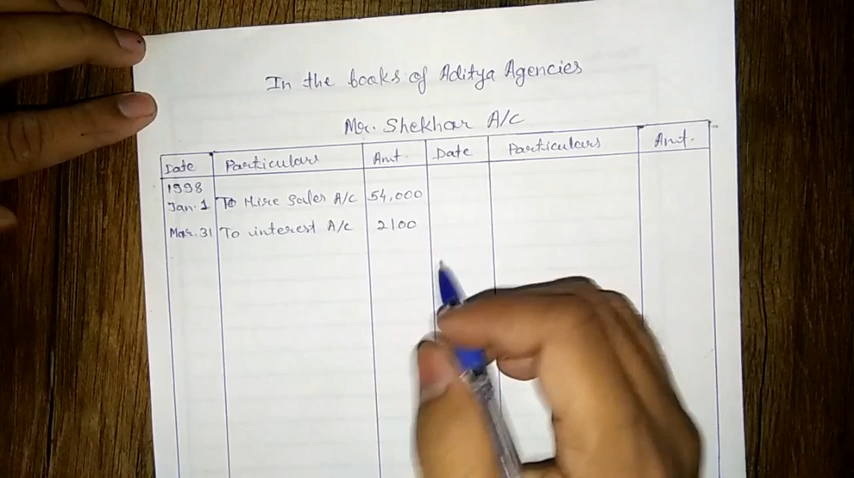 In the books of Aditya Agencies
Mr. Shekhar A/C
Date Particulars Amt. Date Particulars Amt.
1998
Jan. 1 To Hire Sales A/C 54,000
Mar. 31 To interest A/C 2100